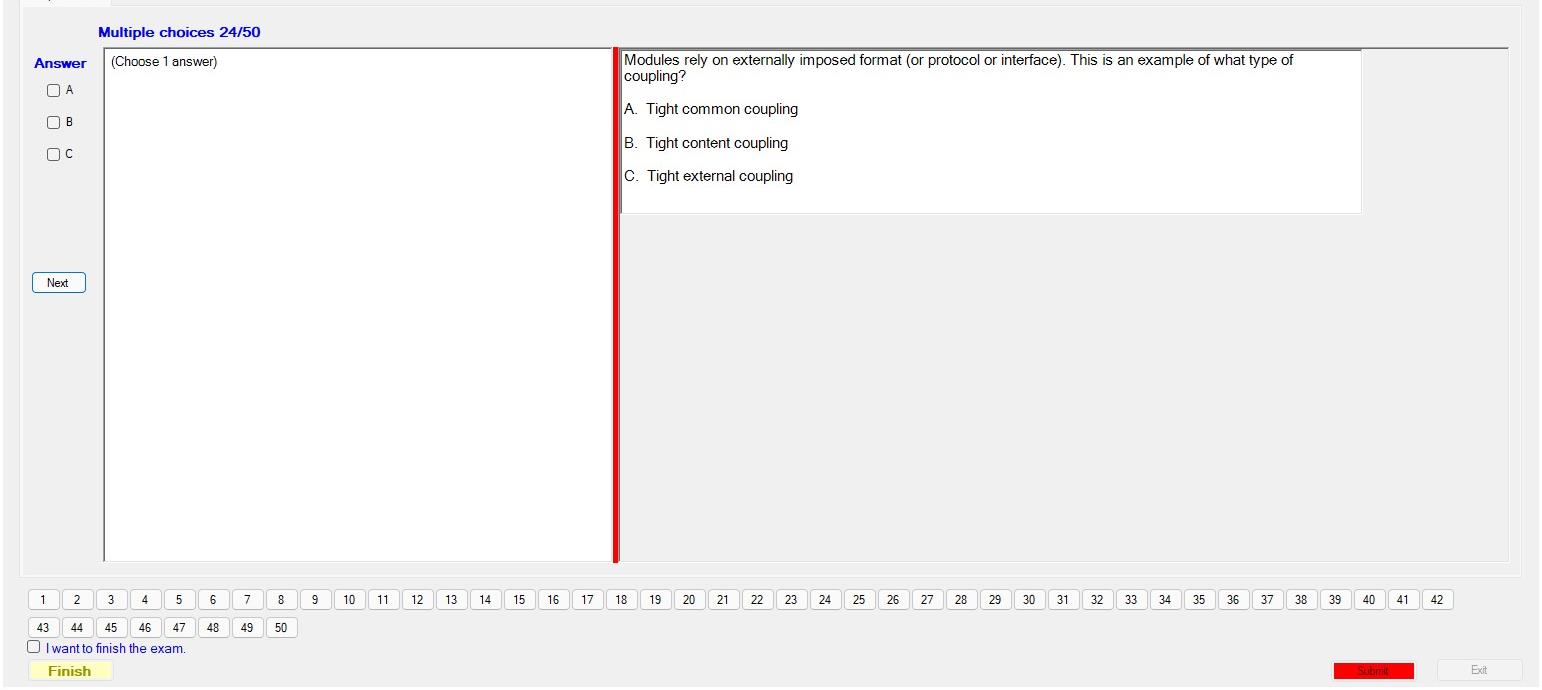 Multiple choices 24/50
Answer
A
B
C
Next
(Choose 1 answer)
Modules rely on externally imposed format (or protocol or interface). This is an example of what type of
coupling?
A. Tight common coupling
B. Tight content coupling
C. Tight external coupling
1 2 3 4 5 6 7 8 9 10 11 12 13 14 15 16 17 18 19 20 21 22 23 24 25 26 27 28 29 30 31 32 33 34 35 36 37 38 39 40 41 42
43 44 45 46 47 48 49 50
I want to finish the exam.
Finish
Submit
Exit